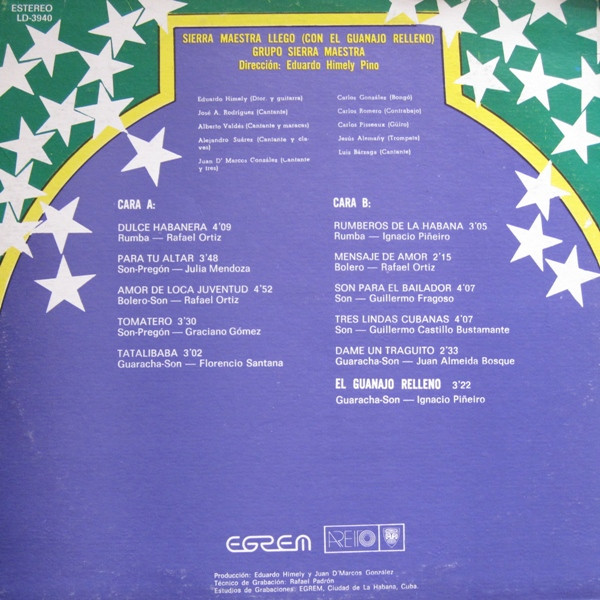 ESTEREO
LD-3940
SIERRA MAESTRA LLEGO (CON EL GUANAJO RELLENO)
GRUPO SIERRA MAESTRA
Dirección: Eduardo Himely Pino
Eduardo Himely (Direc. y guitarra)
José A. Rodríguez (Cantante)
Alberto Valdés (Cantante y maracas)
Alejandro Suárez (Cantante y cla-
ves)
Juan D' Marcos González (Cantante
y tres)
Carlos González (Bongó)
Carlos Romero (Contrabajo)
Carlos Puisseaux (Güiro)
Jesús Alemañy (Trompeta)
Luis Bárzaga (Cantante)
CARA A:
DULCE HABANERA 4'09
Rumba — Rafael Ortiz
PARA TU ALTAR 3'48
Son-Pregón — Julia Mendoza
AMOR DE LOCA JUVENTUD 4'52
Bolero-Son — Rafael Ortiz
TOMATERO 3'30
Son-Pregón — Graciano Gómez
TATALIBABA 3'02
Guaracha-Son — Florencio Santana
CARA B:
RUMBEROS DE LA HABANA 3'05
Rumba — Ignacio Piñeiro
MENSAJE DE AMOR 2'15
Bolero — Rafael Ortiz
SON PARA EL BAILADOR 4'07
Son — Guillermo Fragoso
TRES LINDAS CUBANAS 4'07
Son — Guillermo Castillo Bustamante
DAME UN TRAGUITO 2'33
Guaracha-Son — Juan Almeida Bosque
EL GUANAJO RELLENO 3'22
Guaracha-Son — Ignacio Piñeiro
EGREM AREITO
Producción: Eduardo Himely y Juan D'Marcos González
Técnico de Grabación: Rafael Padrón
Estudios de Grabaciones: EGREM, Ciudad de La Habana, Cuba.